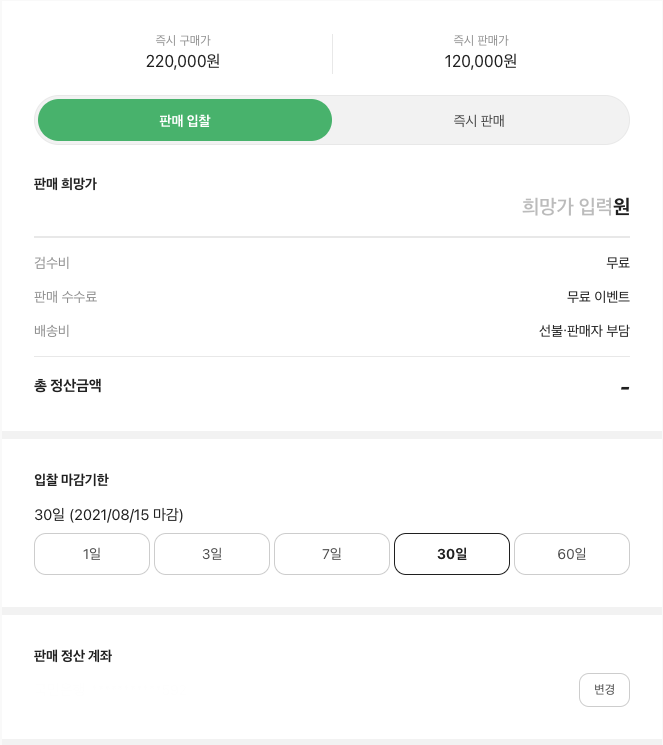 즉시 구매가 즉시 판매가
220,000원 120,000원
판매 입찰 즉시 판매
판매 희망가
희망가 입력원
검수비 무료
판매 수수료 무료 이벤트
배송비 선불·판매자 부담
총 정산금액 -
입찰 마감기한
30일 (2021/08/15 마감)
1일 3일 7일 30일 60일
판매 정산 계좌
변경